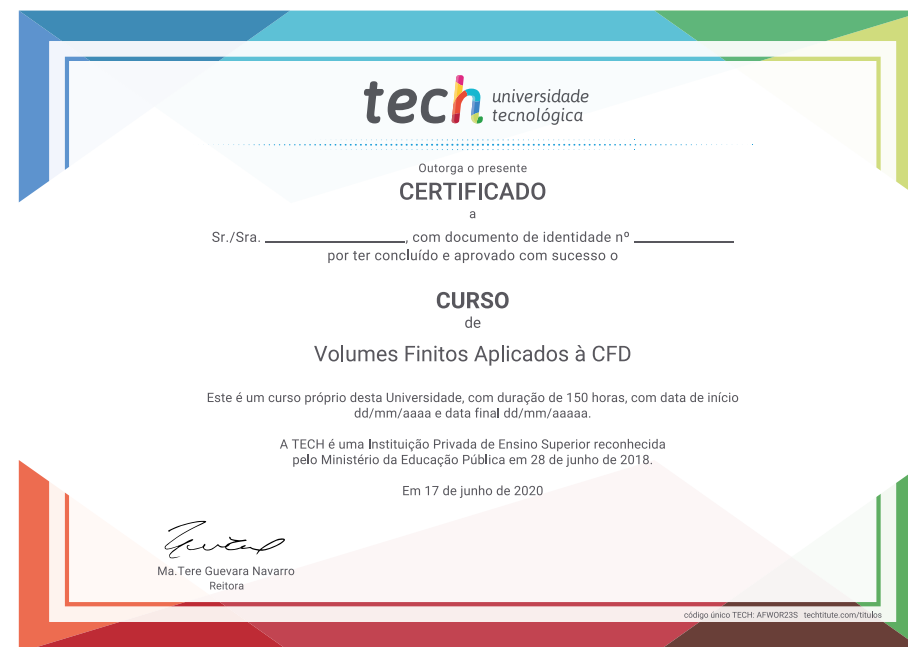 tech universidade
tecnológica
Outorga o presente
CERTIFICADO
a
Sr./Sra. ____________, com documento de identidade nº ____________
por ter concluído e aprovado com sucesso o
CURSO
de
Volumes Finitos Aplicados à CFD
Este é um curso próprio desta Universidade, com duração de 150 horas, com data de início
dd/mm/aaaa e data final dd/mm/aaaaa.
A TECH é uma Instituição Privada de Ensino Superior reconhecida
pelo Ministério da Educação Pública em 28 de junho de 2018.
Em 17 de junho de 2020
Ma.Tere Guevara Navarro
Reitora
código único TECH: AFWOR23S techtitute.com/titulos